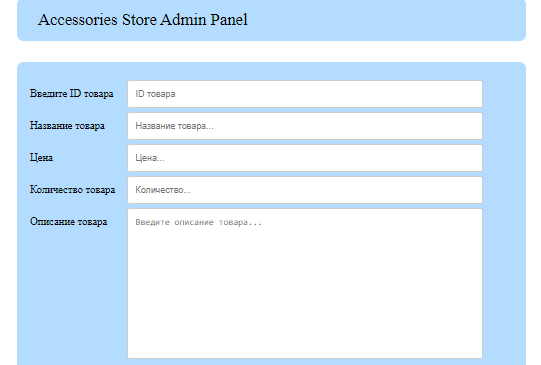 Accessories Store Admin Panel
Введите ID товара
ID товара
Название товара
Название товара...
Цена
Цена...
Количество товара
Количество...
Описание товара
Введите описание товара...